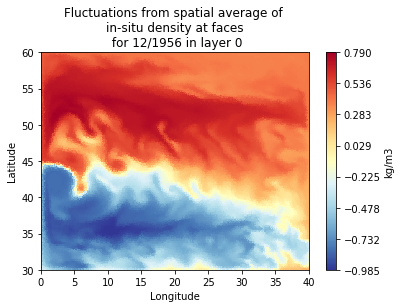 Fluctuations from spatial average of
in-situ density at faces
for 12/1956 in layer 0
60
55
50
45
40
35
30
Latitude
0 5 10 15 20 25 30 35 40
Longitude
0.790
0.536
0.283
0.029
−0.225
−0.478
−0.732
−0.985
kg/m3